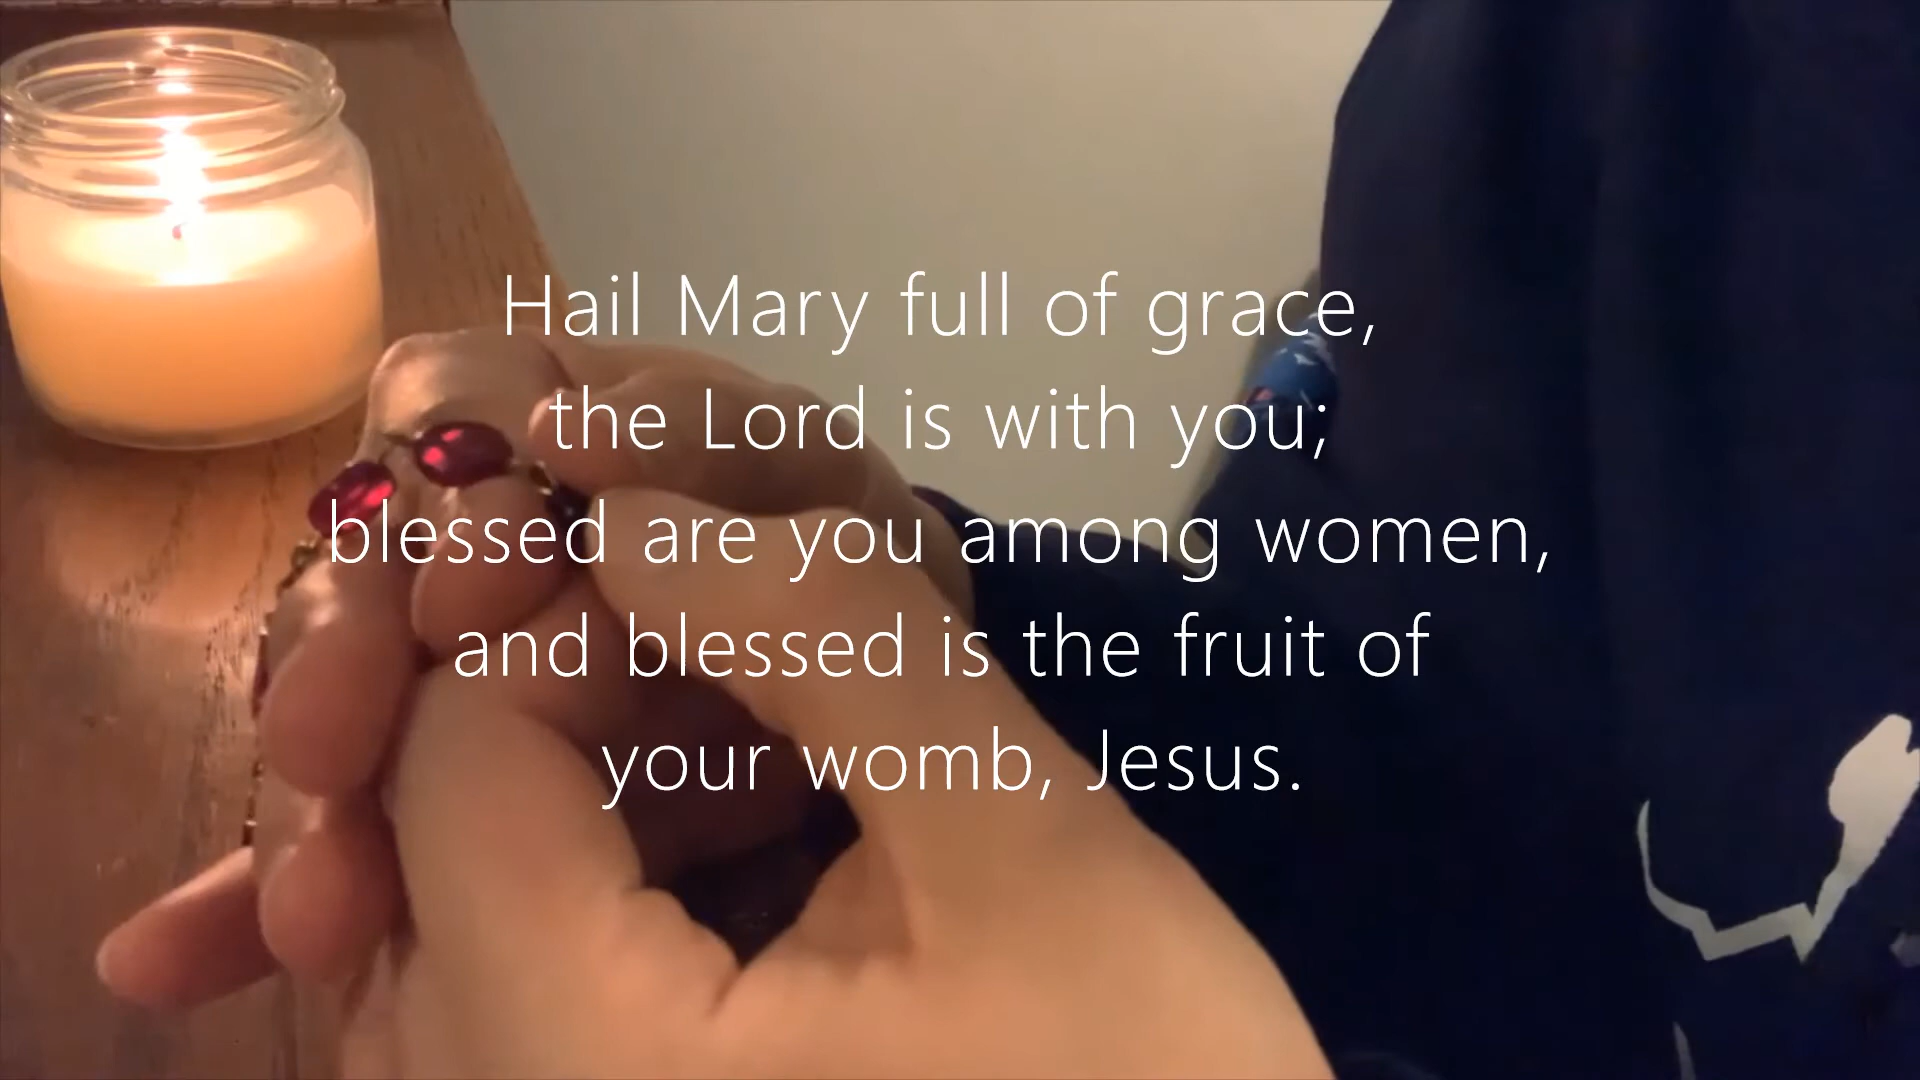 Hail Mary full of grace,
the Lord is with you;
blessed are you among women,
and blessed is the fruit of
your womb, Jesus.